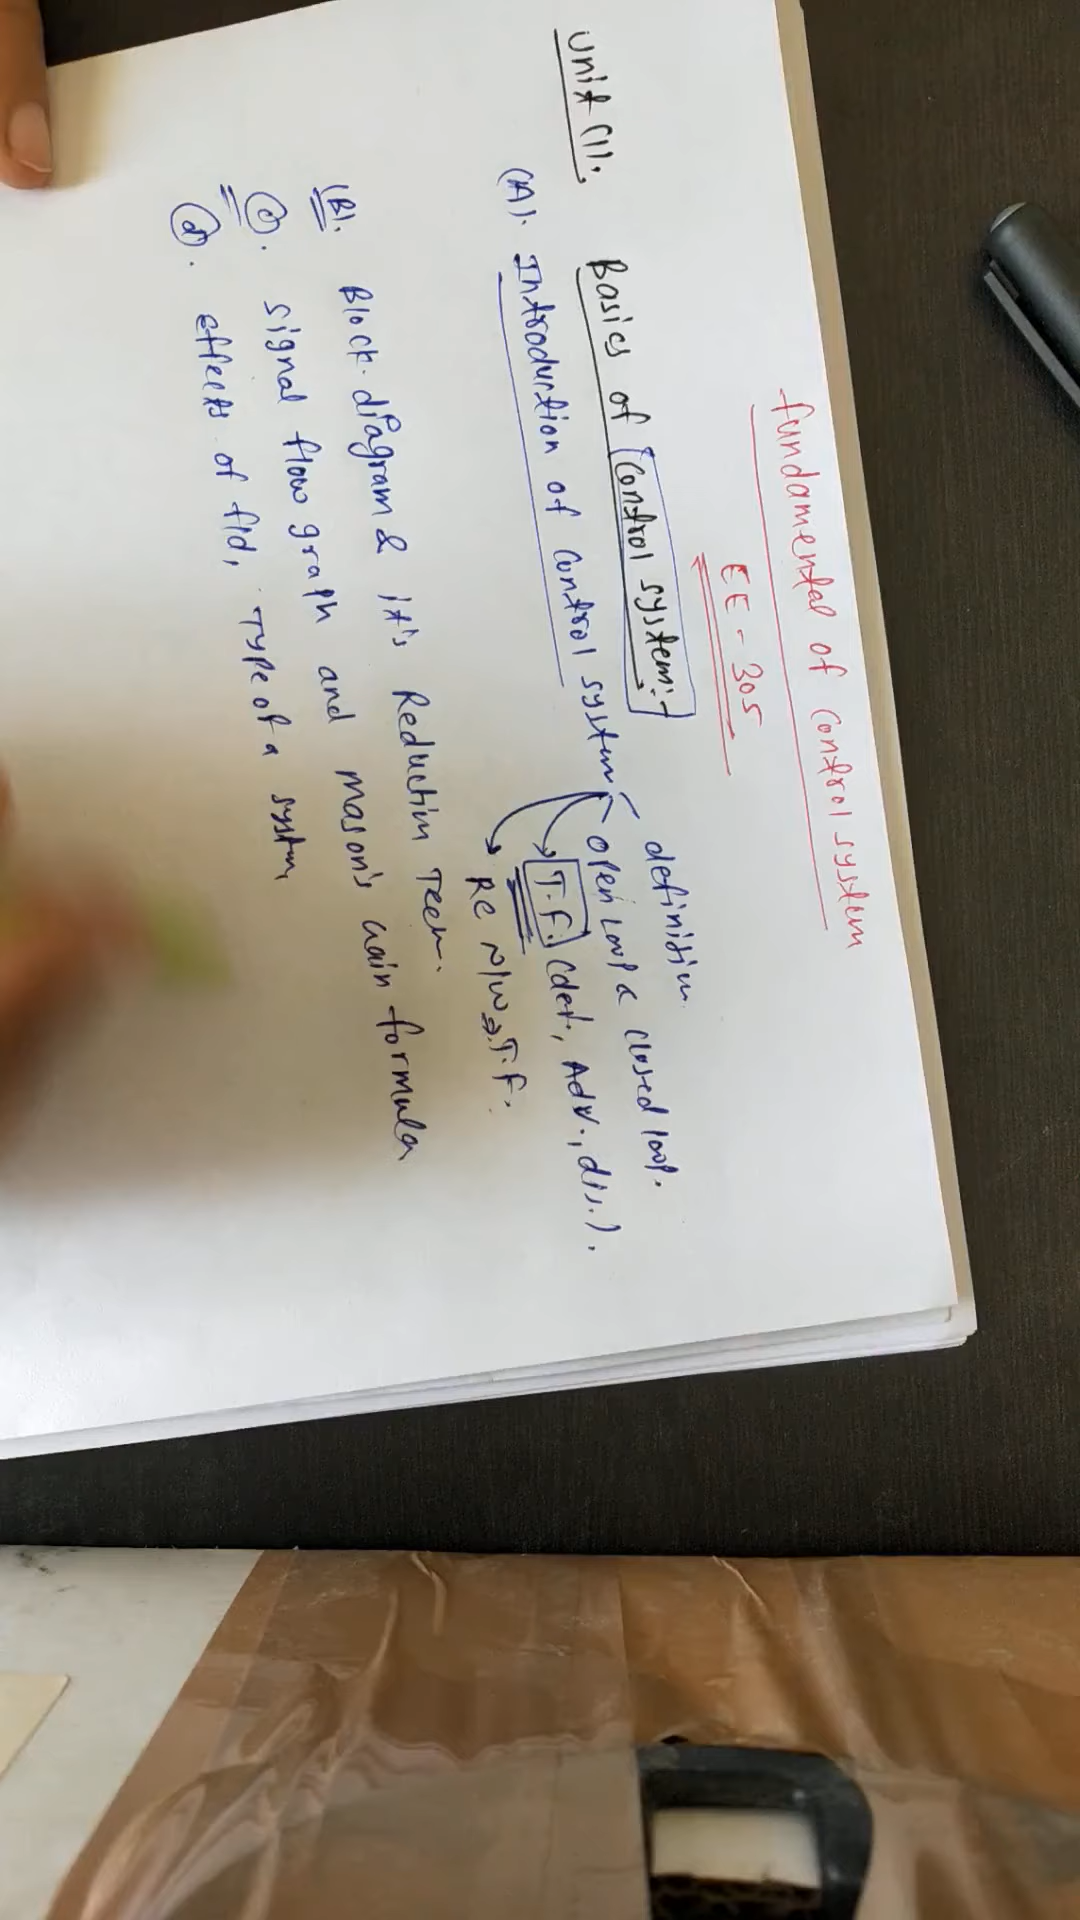 fundamental of control system
EE - 305
Unit (1).
Basics of control system:-
definition.
(A). Introduction of control system
open loop & closed loop.
T.F. (def., Adv., dis.).
RC N/W => T.F.
(B). Block diagram & it's Reduction Tech.
(C). signal flow graph and mason's gain formula
(d). effects of f/d, Type of a system